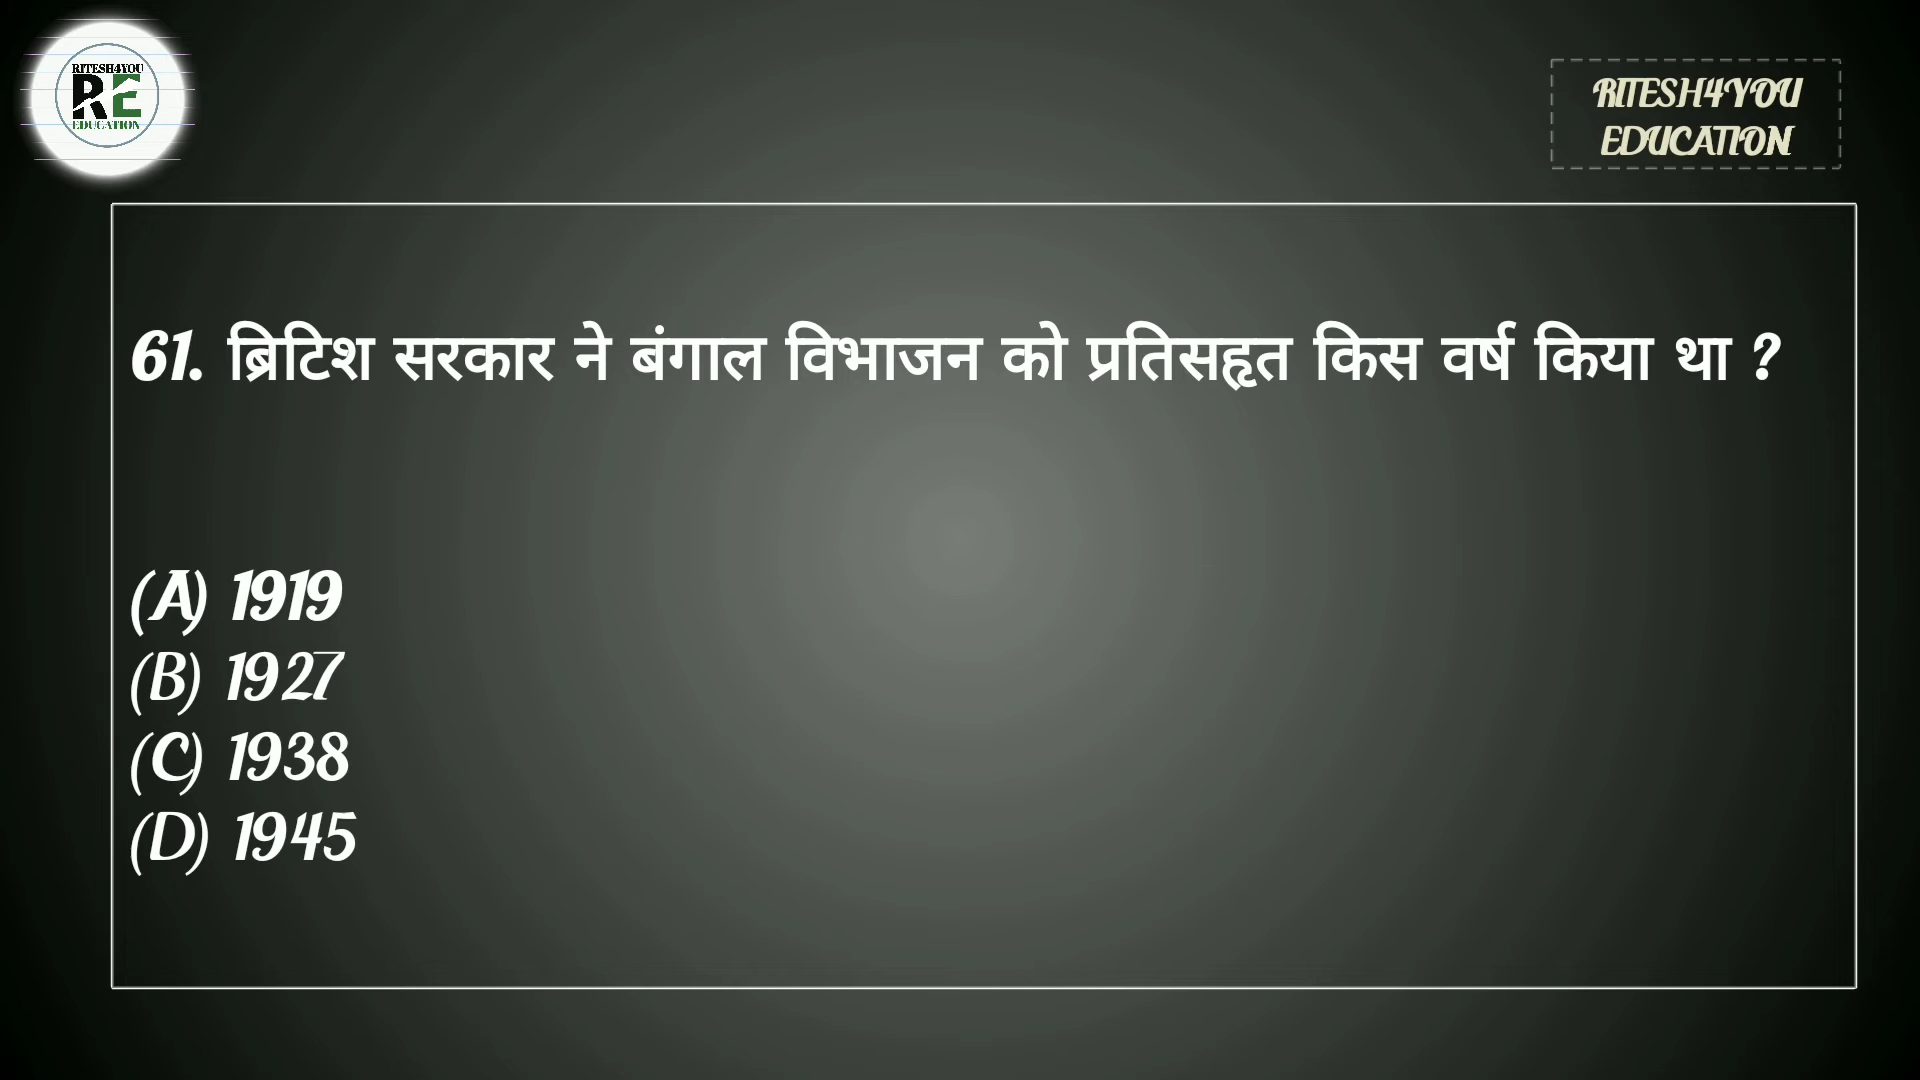 RITESH4YOU
RE
EDUCATION
RITESH4YOU
EDUCATION
61. ब्रिटिश सरकार ने बंगाल विभाजन को प्रतिसहृत किस वर्ष किया था ?
(A) 1919
(B) 1927
(C) 1938
(D) 1945